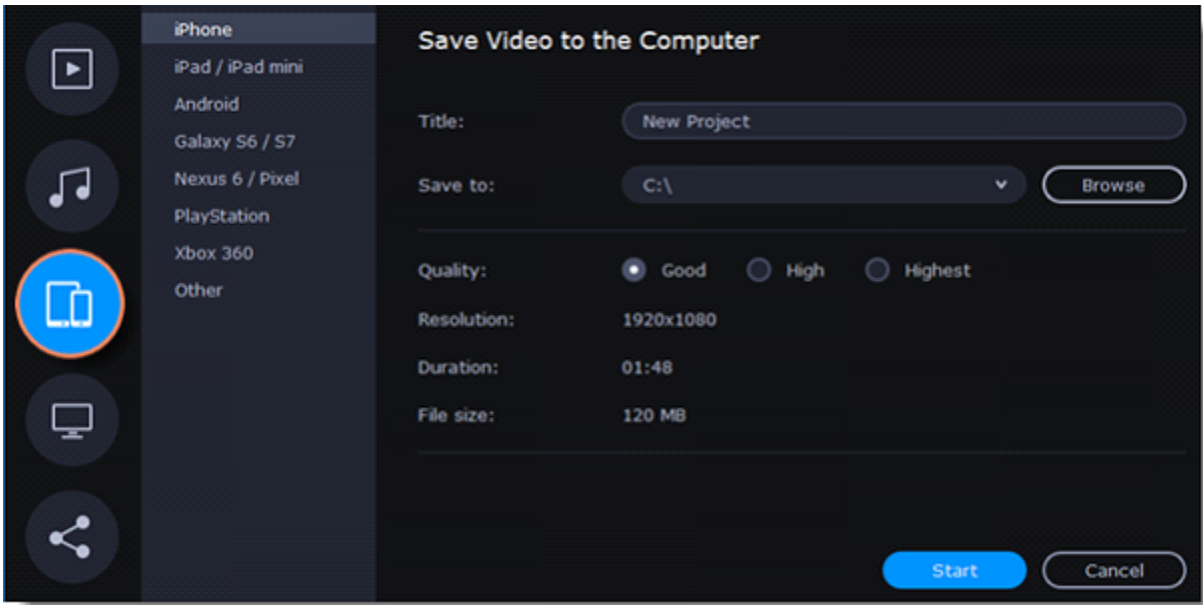 iPhone
iPad / iPad mini
Android
Galaxy S6 / S7
Nexus 6 / Pixel
PlayStation
Xbox 360
Other
Save Video to the Computer
Title: New Project
Save to: C:\ Browse
Quality: Good High Highest
Resolution: 1920x1080
Duration: 01:48
File size: 120 MB
Start Cancel